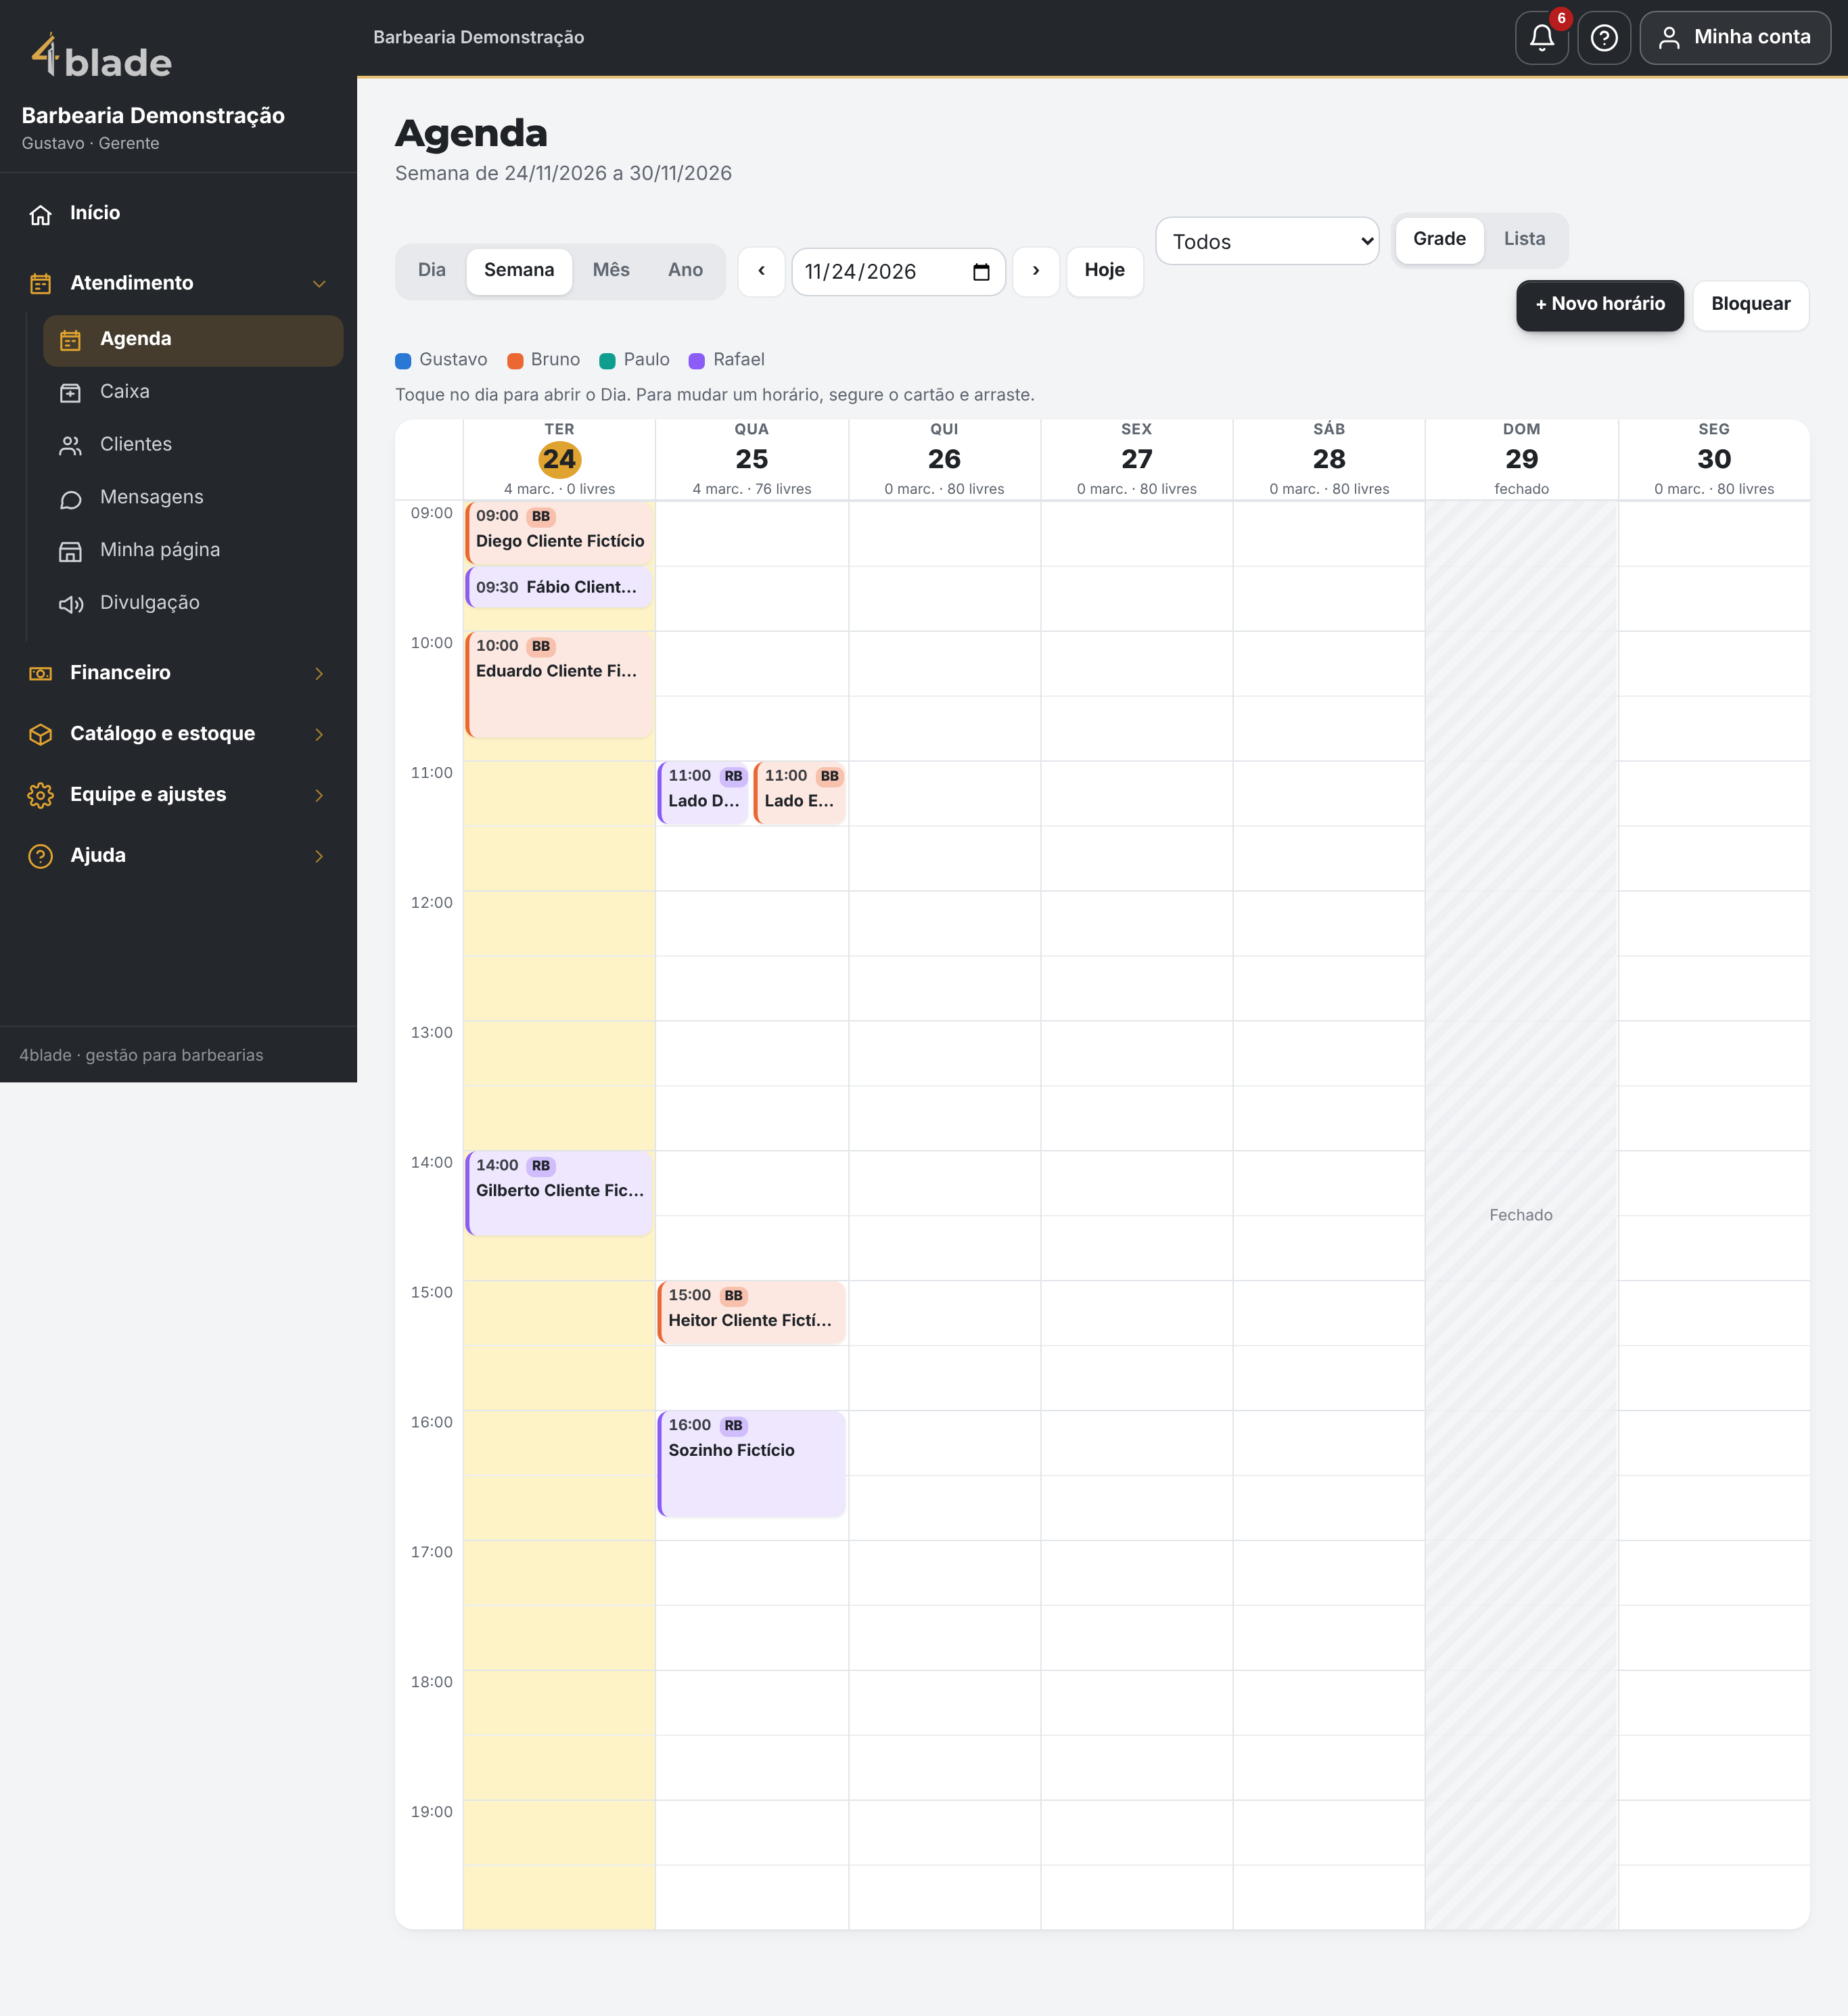 4blade
Barbearia Demonstração
Gustavo · Gerente
Início
Atendimento
Agenda
Caixa
Clientes
Mensagens
Minha página
Divulgação
Financeiro
Catálogo e estoque
Equipe e ajustes
Ajuda
4blade · gestão para barbearias
Barbearia Demonstração
6
Minha conta
Agenda
Semana de 24/11/2026 a 30/11/2026
Dia Semana Mês Ano
‹ 11/24/2026 › Hoje
Todos
Grade Lista
+ Novo horário Bloquear
Gustavo Bruno Paulo Rafael
Toque no dia para abrir o Dia. Para mudar um horário, segure o cartão e arraste.
TER QUA QUI SEX SÁB DOM SEG
24 25 26 27 28 29 30
4 marc. · 0 livres 4 marc. · 76 livres 0 marc. · 80 livres 0 marc. · 80 livres 0 marc. · 80 livres fechado 0 marc. · 80 livres
09:00
09:00 BB
Diego Cliente Fictício
09:30 Fábio Client...
10:00
10:00 BB
Eduardo Cliente Fi...
11:00
11:00 RB
Lado D...
11:00 BB
Lado E...
12:00
13:00
14:00
14:00 RB
Gilberto Cliente Fic...
Fechado
15:00
15:00 BB
Heitor Cliente Fictí...
16:00
16:00 RB
Sozinho Fictício
17:00
18:00
19:00